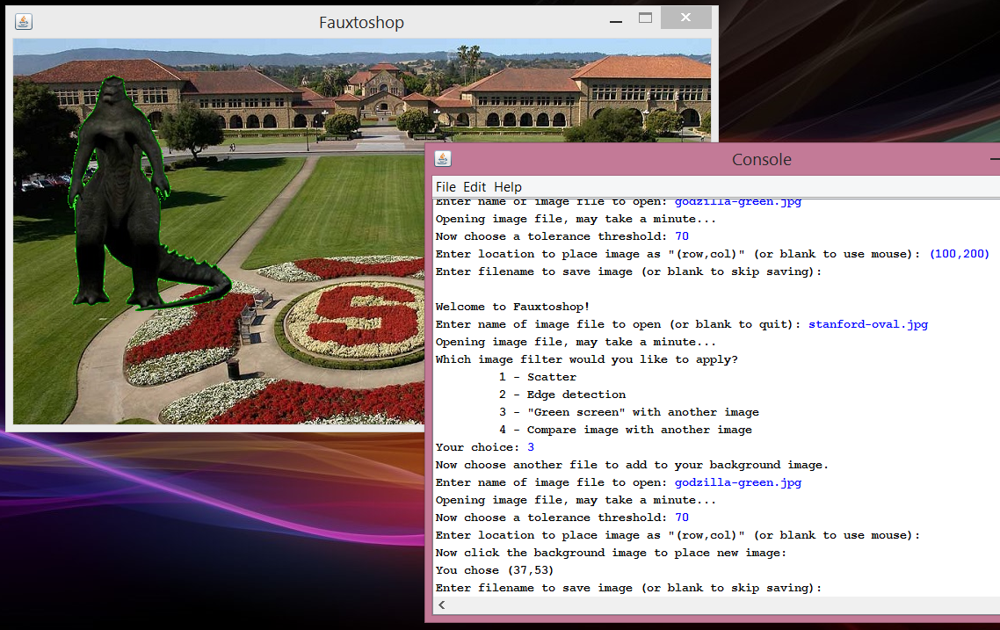 Fauxtoshop
Console
File Edit Help
Enter name of image file to open: godzilla-green.jpg
Opening image file, may take a minute...
Now choose a tolerance threshold: 70
Enter location to place image as "(row,col)" (or blank to use mouse): (100,200)
Enter filename to save image (or blank to skip saving):
Welcome to Fauxtoshop!
Enter name of image file to open (or blank to quit): stanford-oval.jpg
Opening image file, may take a minute...
Which image filter would you like to apply?
1 - Scatter
2 - Edge detection
3 - "Green screen" with another image
4 - Compare image with another image
Your choice: 3
Now choose another file to add to your background image.
Enter name of image file to open: godzilla-green.jpg
Opening image file, may take a minute...
Now choose a tolerance threshold: 70
Enter location to place image as "(row,col)" (or blank to use mouse):
Now click the background image to place new image:
You chose (37,53)
Enter filename to save image (or blank to skip saving):
S